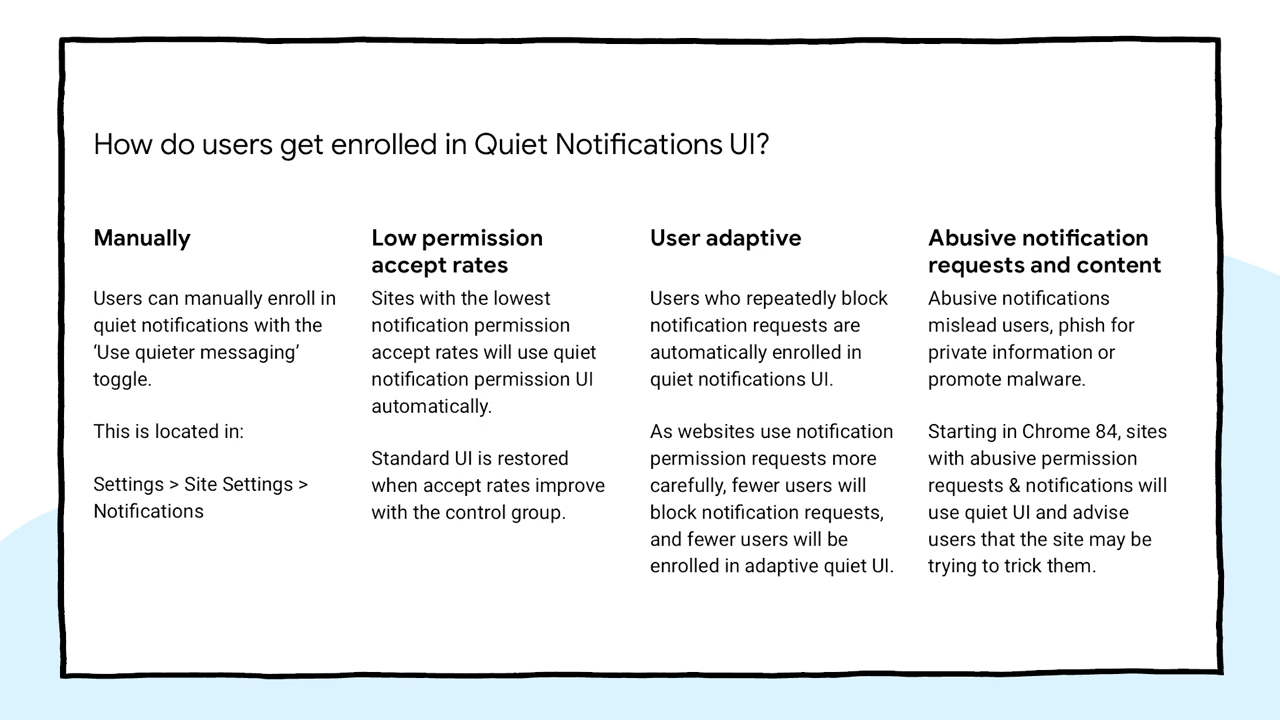 How do users get enrolled in Quiet Notifications UI?
Manually
Users can manually enroll in
quiet notifications with the
‘Use quieter messaging’
toggle.
This is located in:
Settings > Site Settings >
Notifications
Low permission
accept rates
Sites with the lowest
notification permission
accept rates will use quiet
notification permission UI
automatically.
Standard UI is restored
when accept rates improve
with the control group.
User adaptive
Users who repeatedly block
notification requests are
automatically enrolled in
quiet notifications UI.
As websites use notification
permission requests more
carefully, fewer users will
block notification requests,
and fewer users will be
enrolled in adaptive quiet UI.
Abusive notification
requests and content
Abusive notifications
mislead users, phish for
private information or
promote malware.
Starting in Chrome 84, sites
with abusive permission
requests & notifications will
use quiet UI and advise
users that the site may be
trying to trick them.